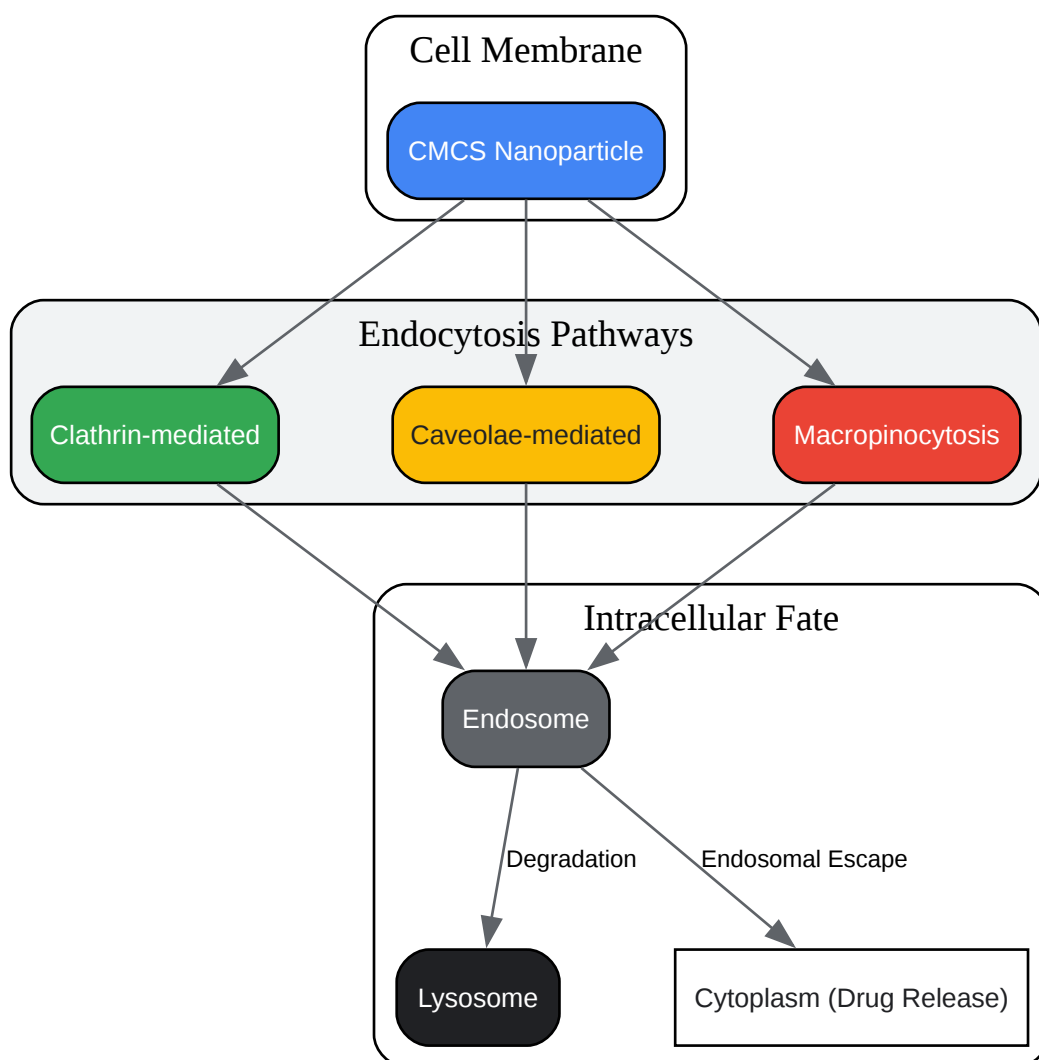 Cell Membrane
CMCS Nanoparticle
Endocytosis Pathways
Clathrin-mediated
Caveolae-mediated
Macropinocytosis
Intracellular Fate
Endosome
Degradation
Endosomal Escape
Lysosome
Cytoplasm (Drug Release)